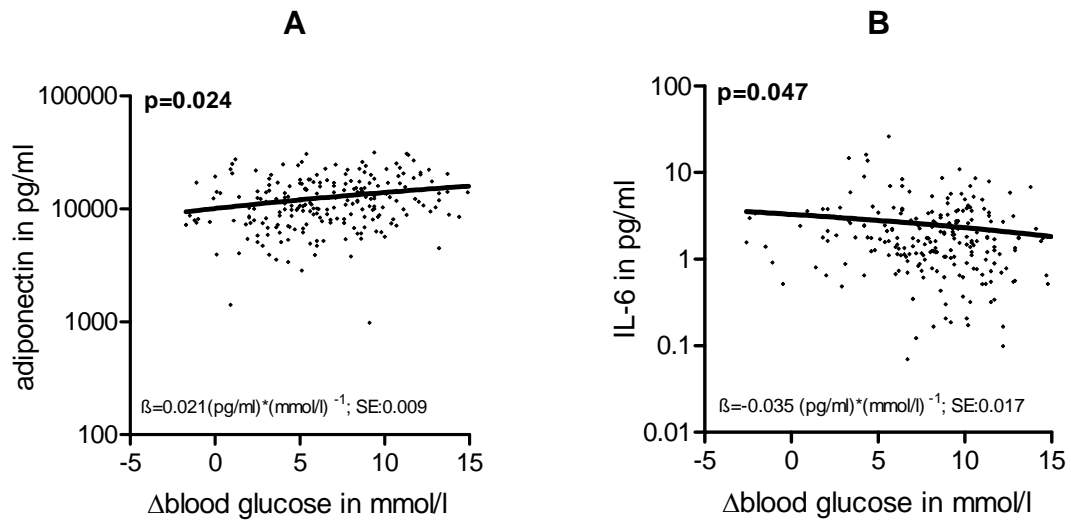 A
p=0.024
100000
10000
1000
100
-5 0 5 10 15
adiponectin in pg/ml
ß=0.021(pg/ml)*(mmol/l) -1; SE:0.009
Δblood glucose in mmol/l
B
p=0.047
100
10
1
0.1
0.01
-5 0 5 10 15
IL-6 in pg/ml
ß=-0.035 (pg/ml)*(mmol/l) -1; SE:0.017
Δblood glucose in mmol/l